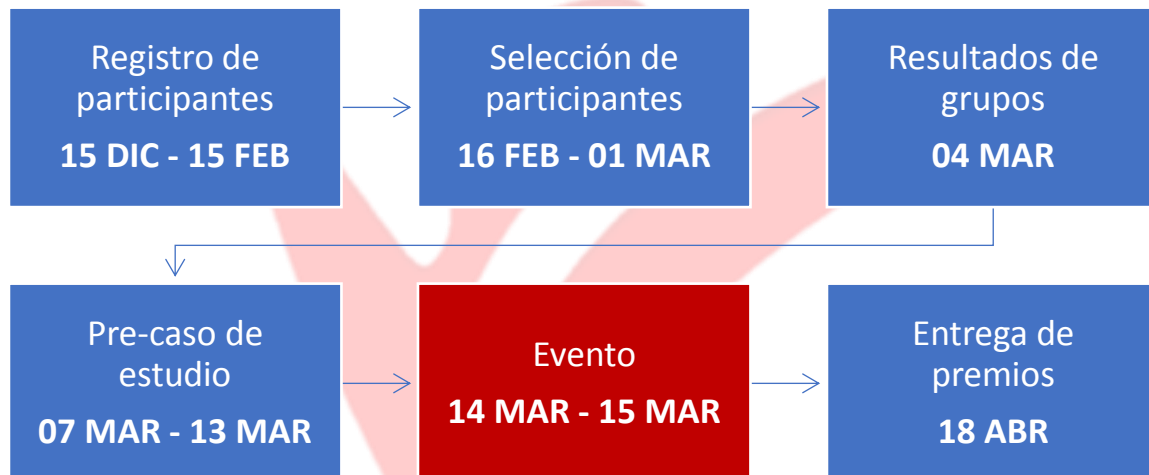 Registro de
participantes
15 DIC - 15 FEB
Selección de
participantes
16 FEB - 01 MAR
Resultados de
grupos
04 MAR
Pre-caso de
estudio
07 MAR - 13 MAR
Evento
14 MAR - 15 MAR
Entrega de
premios
18 ABR